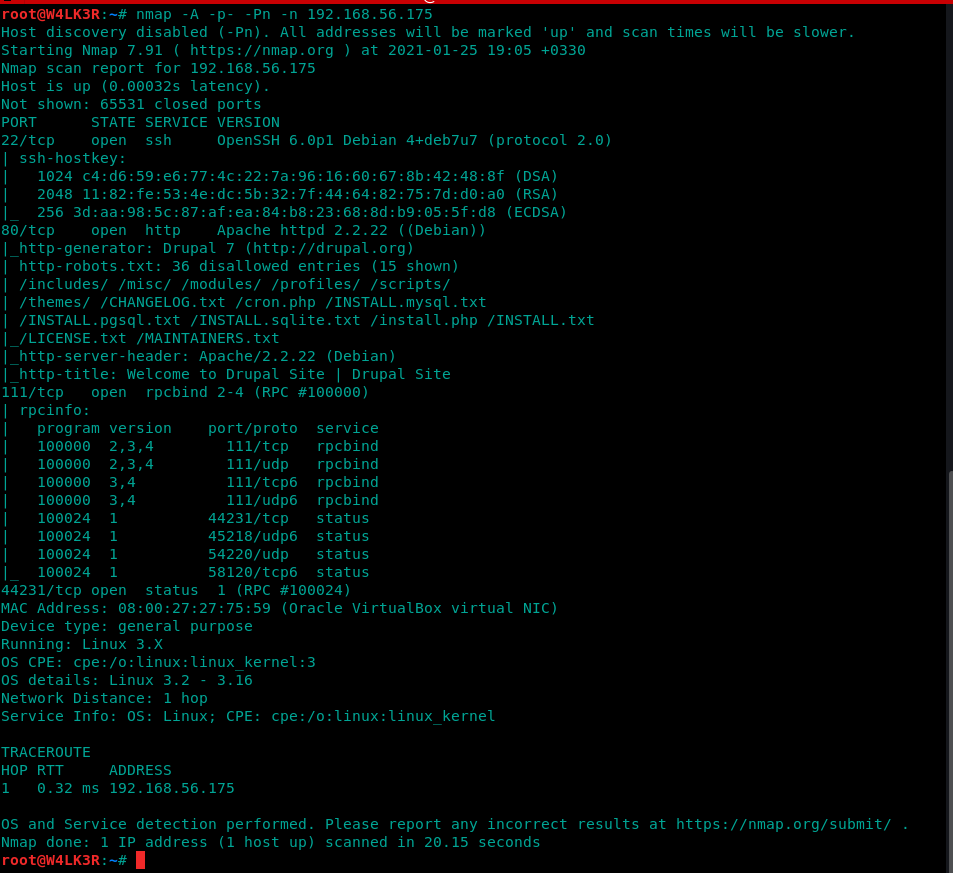 root@W4LK3R:~# nmap -A -p- -Pn -n 192.168.56.175
Host discovery disabled (-Pn). All addresses will be marked 'up' and scan times will be slower.
Starting Nmap 7.91 ( https://nmap.org ) at 2021-01-25 19:05 +0330
Nmap scan report for 192.168.56.175
Host is up (0.00032s latency).
Not shown: 65531 closed ports
PORT      STATE SERVICE VERSION
22/tcp    open  ssh     OpenSSH 6.0p1 Debian 4+deb7u7 (protocol 2.0)
| ssh-hostkey:
|   1024 c4:d6:59:e6:77:4c:22:7a:96:16:60:67:8b:42:48:8f (DSA)
|   2048 11:82:fe:53:4e:dc:5b:32:7f:44:64:82:75:7d:d0:a0 (RSA)
|_  256 3d:aa:98:5c:87:af:ea:84:b8:23:68:8d:b9:05:5f:d8 (ECDSA)
80/tcp    open  http    Apache httpd 2.2.22 ((Debian))
|_http-generator: Drupal 7 (http://drupal.org)
| http-robots.txt: 36 disallowed entries (15 shown)
| /includes/ /misc/ /modules/ /profiles/ /scripts/
| /themes/ /CHANGELOG.txt /cron.php /INSTALL.mysql.txt
| /INSTALL.pgsql.txt /INSTALL.sqlite.txt /install.php /INSTALL.txt
|_/LICENSE.txt /MAINTAINERS.txt
|_http-server-header: Apache/2.2.22 (Debian)
|_http-title: Welcome to Drupal Site | Drupal Site
111/tcp   open  rpcbind 2-4 (RPC #100000)
| rpcinfo:
|   program version    port/proto  service
|   100000  2,3,4        111/tcp   rpcbind
|   100000  2,3,4        111/udp   rpcbind
|   100000  3,4          111/tcp6  rpcbind
|   100000  3,4          111/udp6  rpcbind
|   100024  1          44231/tcp   status
|   100024  1          45218/udp6  status
|   100024  1          54220/udp   status
|_  100024  1          58120/tcp6  status
44231/tcp open  status  1 (RPC #100024)
MAC Address: 08:00:27:27:75:59 (Oracle VirtualBox virtual NIC)
Device type: general purpose
Running: Linux 3.X
OS CPE: cpe:/o:linux:linux_kernel:3
OS details: Linux 3.2 - 3.16
Network Distance: 1 hop
Service Info: OS: Linux; CPE: cpe:/o:linux:linux_kernel
TRACEROUTE
HOP RTT     ADDRESS
1   0.32 ms 192.168.56.175
OS and Service detection performed. Please report any incorrect results at https://nmap.org/submit/ .
Nmap done: 1 IP address (1 host up) scanned in 20.15 seconds
root@W4LK3R:~#